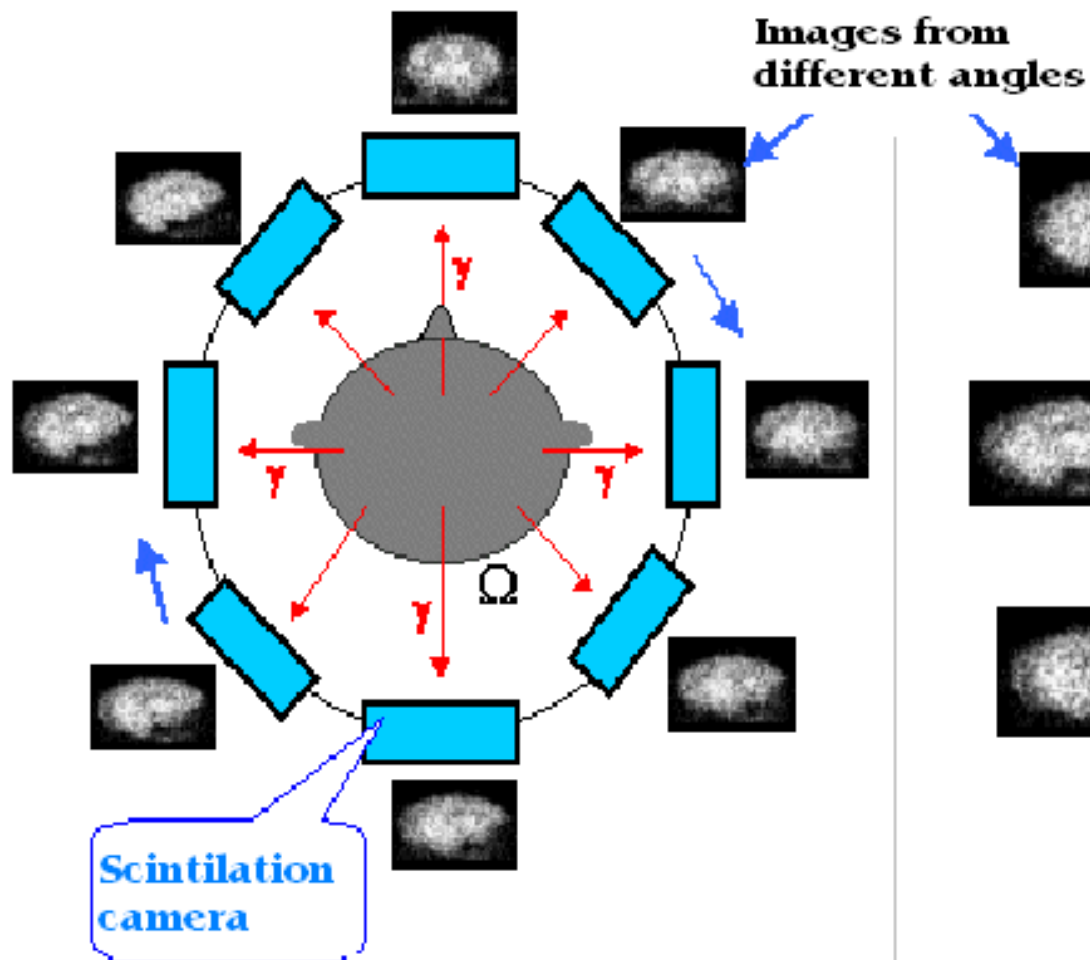 Images from
different angles
γ
γ
γ
Ω
γ
Scintilation
camera